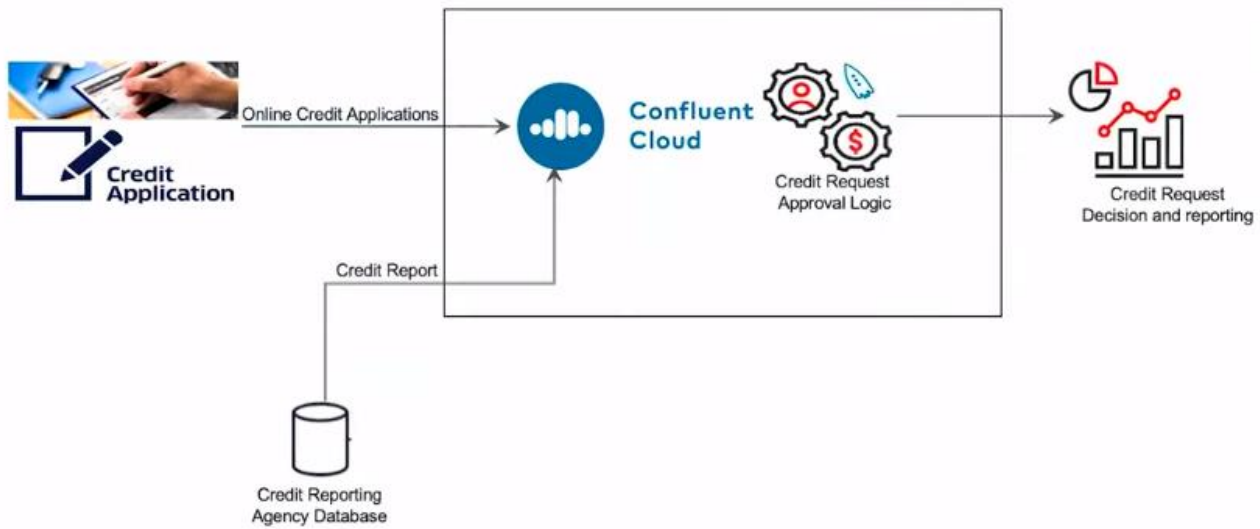 Online Credit Applications
Credit
Application
Confluent
Cloud
$
Credit Request
Approval Logic
Credit Request
Decision and reporting
Credit Report
Credit Reporting
Agency Database